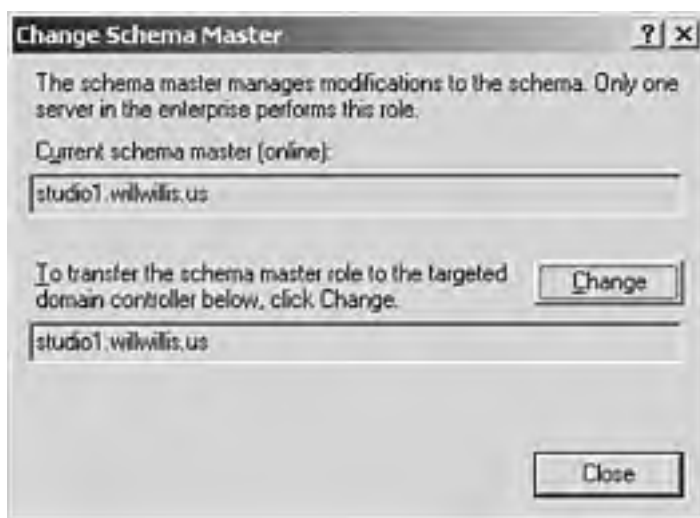 Change Schema Master
The schema master manages modifications to the schema. Only one
server in the enterprise performs this role.
Current schema master (online):
studio1.willwillis.us
To transfer the schema master role to the targeted
domain controller below, click Change.
Change
studio1.willwillis.us
Close